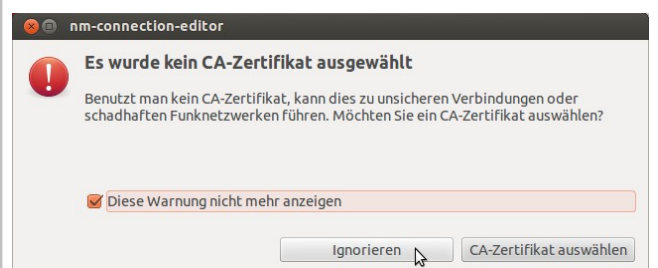 nm-connection-editor
Es wurde kein CA-Zertifikat ausgewählt
Benutzt man kein CA-Zertifikat, kann dies zu unsicheren Verbindungen oder
schadhaften Funknetzwerken führen. Möchten Sie ein CA-Zertifikat auswählen?
Diese Warnung nicht mehr anzeigen
Ignorieren
CA-Zertifikat auswählen